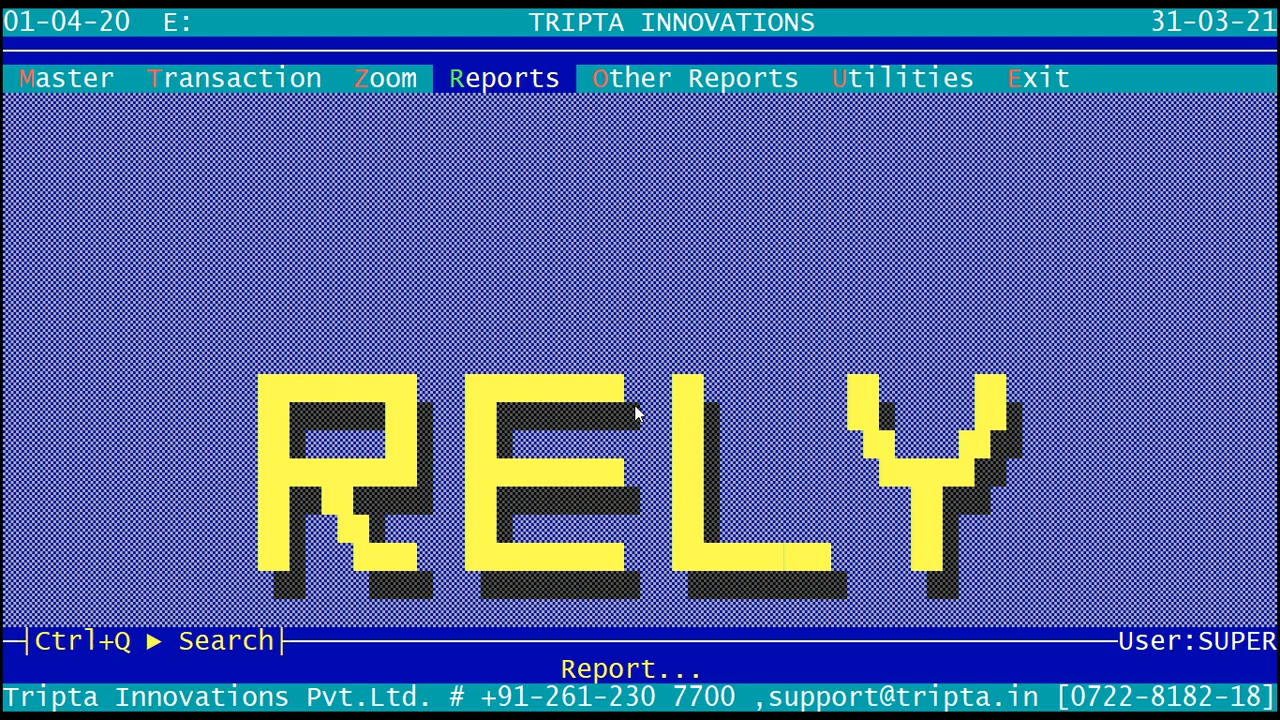 01-04-20 E: TRIPTA INNOVATIONS 31-03-21
Master Transaction Zoom Reports Other Reports Utilities Exit
RELY
Ctrl+Q ► Search User:SUPER
Report...
Tripta Innovations Pvt.Ltd. # +91-261-230 7700 ,support@tripta.in [0722-8182-18]